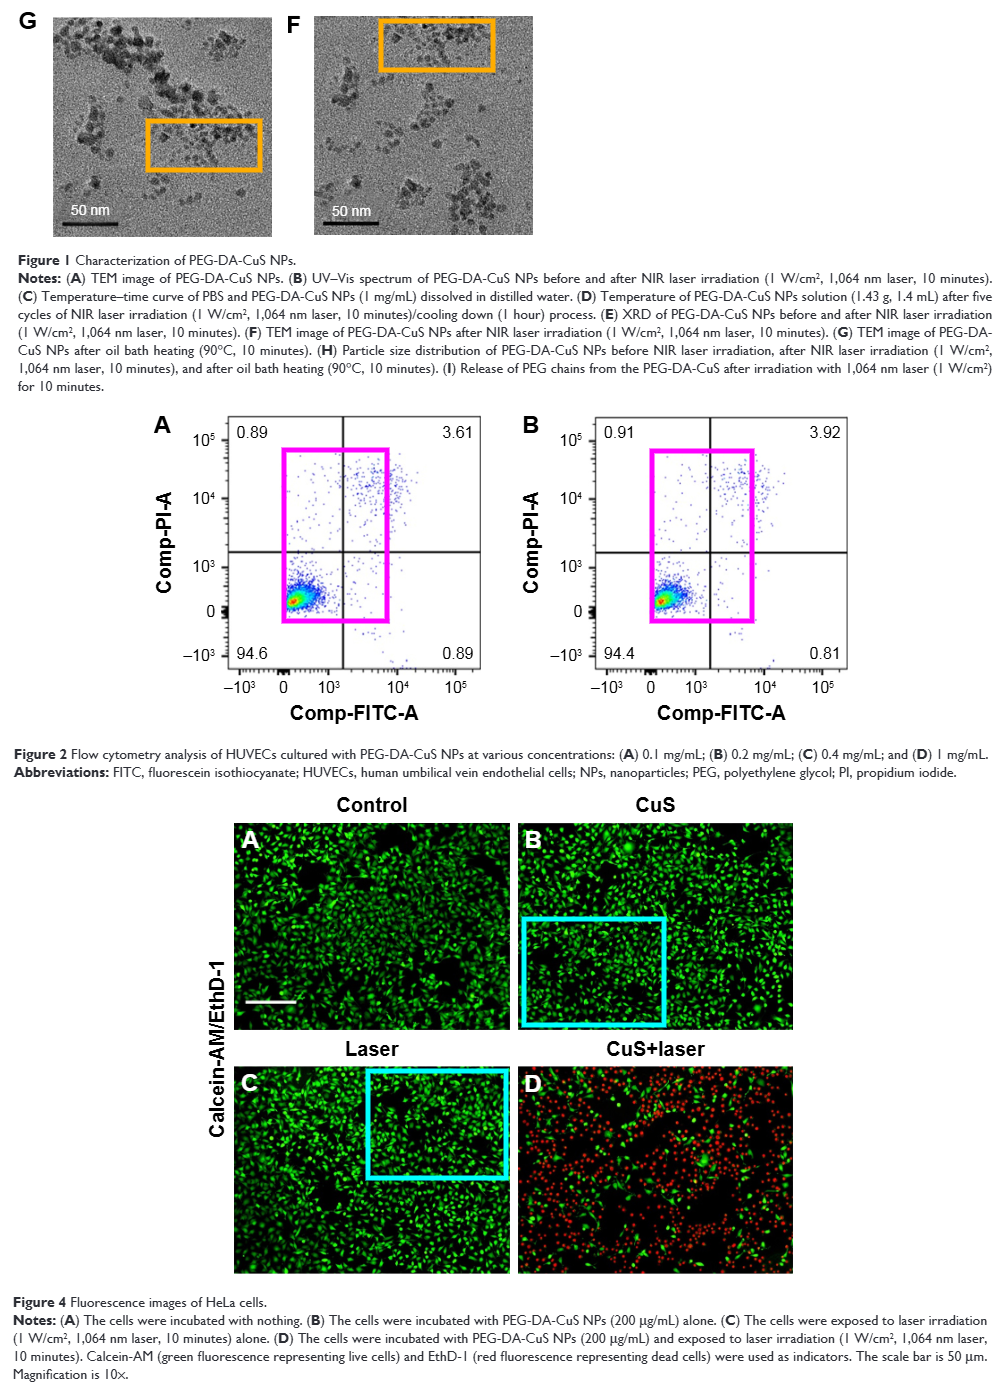 G
F
50 nm
50 nm
Figure 1 Characterization of PEG-DA-CuS NPs.
Notes: (A) TEM image of PEG-DA-CuS NPs. (B) UV–Vis spectrum of PEG-DA-CuS NPs before and after NIR laser irradiation (1 W/cm², 1,064 nm laser, 10 minutes).
(C) Temperature–time curve of PBS and PEG-DA-CuS NPs (1 mg/mL) dissolved in distilled water. (D) Temperature of PEG-DA-CuS NPs solution (1.43 g, 1.4 mL) after five
cycles of NIR laser irradiation (1 W/cm², 1,064 nm laser, 10 minutes)/cooling down (1 hour) process. (E) XRD of PEG-DA-CuS NPs before and after NIR laser irradiation
(1 W/cm², 1,064 nm laser, 10 minutes). (F) TEM image of PEG-DA-CuS NPs after NIR laser irradiation (1 W/cm², 1,064 nm laser, 10 minutes). (G) TEM image of PEG-DA-
CuS NPs after oil bath heating (90°C, 10 minutes). (H) Particle size distribution of PEG-DA-CuS NPs before NIR laser irradiation, after NIR laser irradiation (1 W/cm²,
1,064 nm laser, 10 minutes), and after oil bath heating (90°C, 10 minutes). (I) Release of PEG chains from the PEG-DA-CuS after irradiation with 1,064 nm laser (1 W/cm²)
for 10 minutes.
A
0.89
3.61
10⁵
10⁴
10³
0
–10³
Comp-PI-A
94.6
0.89
–10³ 0 10³ 10⁴ 10⁵
Comp-FITC-A
B
0.91
3.92
10⁵
10⁴
10³
0
–10³
Comp-PI-A
94.4
0.81
–10³ 0 10³ 10⁴ 10⁵
Comp-FITC-A
Figure 2 Flow cytometry analysis of HUVECs cultured with PEG-DA-CuS NPs at various concentrations: (A) 0.1 mg/mL; (B) 0.2 mg/mL; (C) 0.4 mg/mL; and (D) 1 mg/mL.
Abbreviations: FITC, fluorescein isothiocyanate; HUVECs, human umbilical vein endothelial cells; NPs, nanoparticles; PEG, polyethylene glycol; PI, propidium iodide.
Control
CuS
A
B
Calcein-AM/EthD-1
Laser
CuS+laser
C
D
Figure 4 Fluorescence images of HeLa cells.
Notes: (A) The cells were incubated with nothing. (B) The cells were incubated with PEG-DA-CuS NPs (200 μg/mL) alone. (C) The cells were exposed to laser irradiation
(1 W/cm², 1,064 nm laser, 10 minutes) alone. (D) The cells were incubated with PEG-DA-CuS NPs (200 μg/mL) and exposed to laser irradiation (1 W/cm², 1,064 nm laser,
10 minutes). Calcein-AM (green fluorescence representing live cells) and EthD-1 (red fluorescence representing dead cells) were used as indicators. The scale bar is 50 μm.
Magnification is 10×.